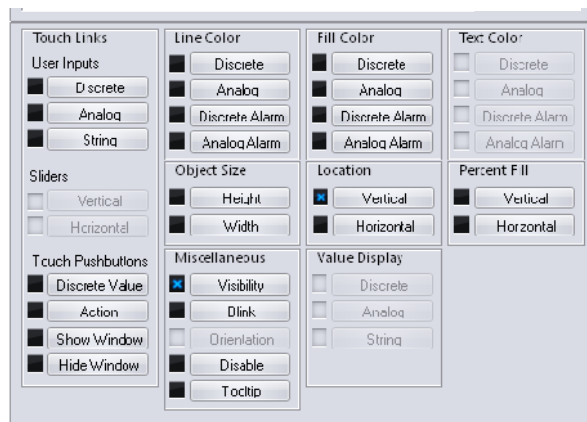 Touch Links
User Inputs
Discrete
Analog
String
Sliders
Vertical
Horizontal
Touch Pushbuttons
Discrete Value
Action
Show Window
Hide Window
Line Color
Discrete
Analog
Discrete Alarm
Analog Alarm
Object Size
Height
Width
Miscellaneous
Visibility
Blink
Orientation
Disable
Tooltip
Fill Color
Discrete
Analog
Discrete Alarm
Analog Alarm
Location
Vertical
Horizontal
Value Display
Discrete
Analog
String
Text Color
Discrete
Analog
Discrete Alarm
Analog Alarm
Percent Fill
Vertical
Horizontal